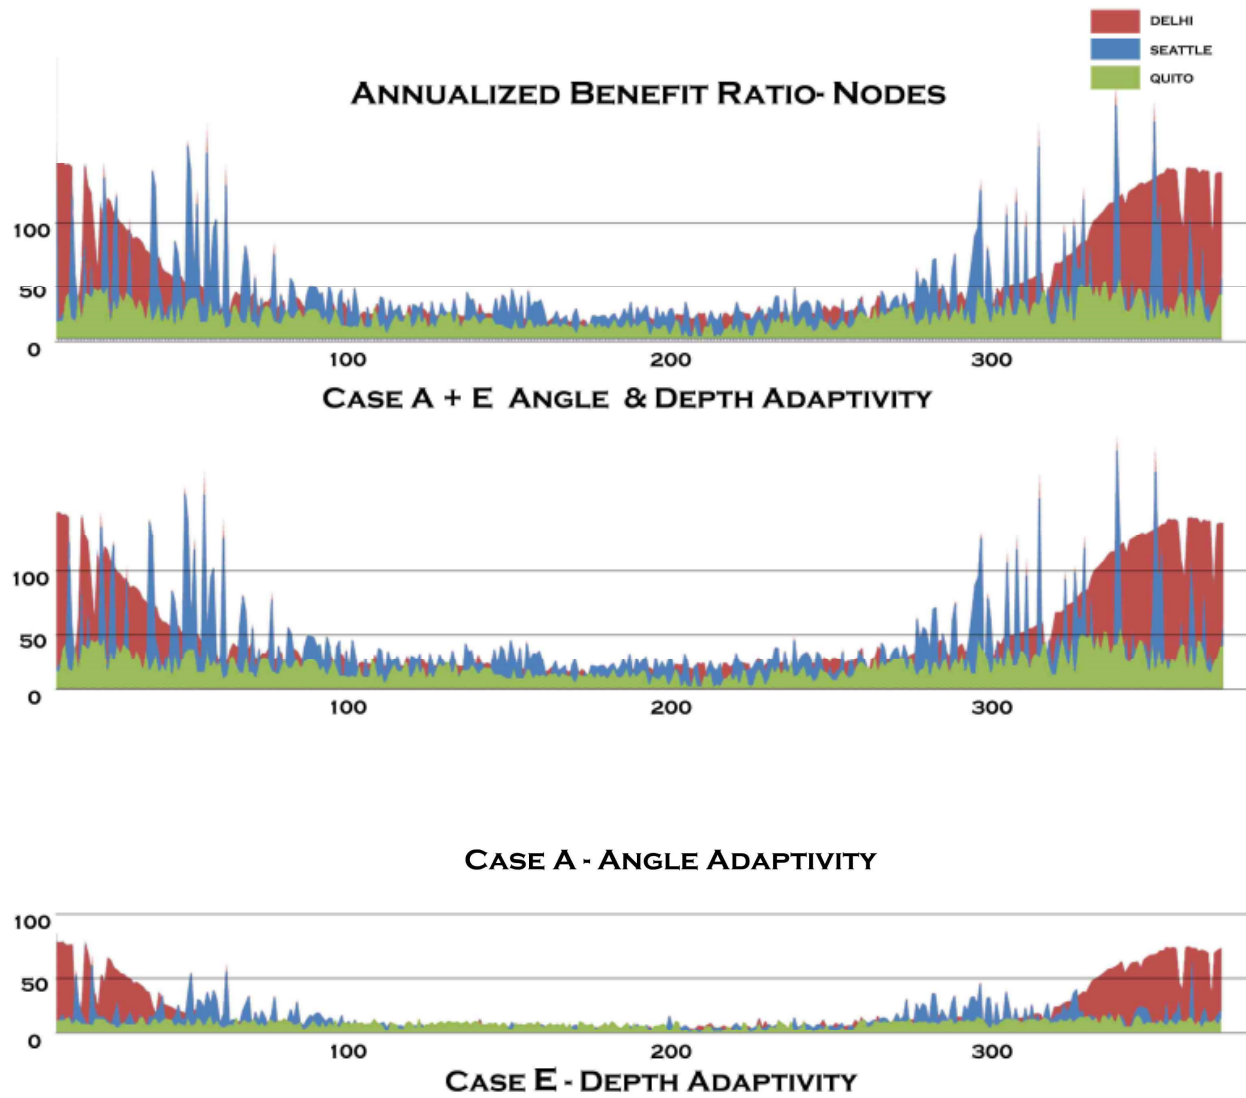 DELHI
SEATTLE
QUITO
ANNUALIZED BENEFIT RATIO- NODES
100
50
0
100 200 300
CASE A + E ANGLE & DEPTH ADAPTIVITY
100
50
0
100 200 300
CASE A - ANGLE ADAPTIVITY
100
50
0
100 200 300
CASE E - DEPTH ADAPTIVITY